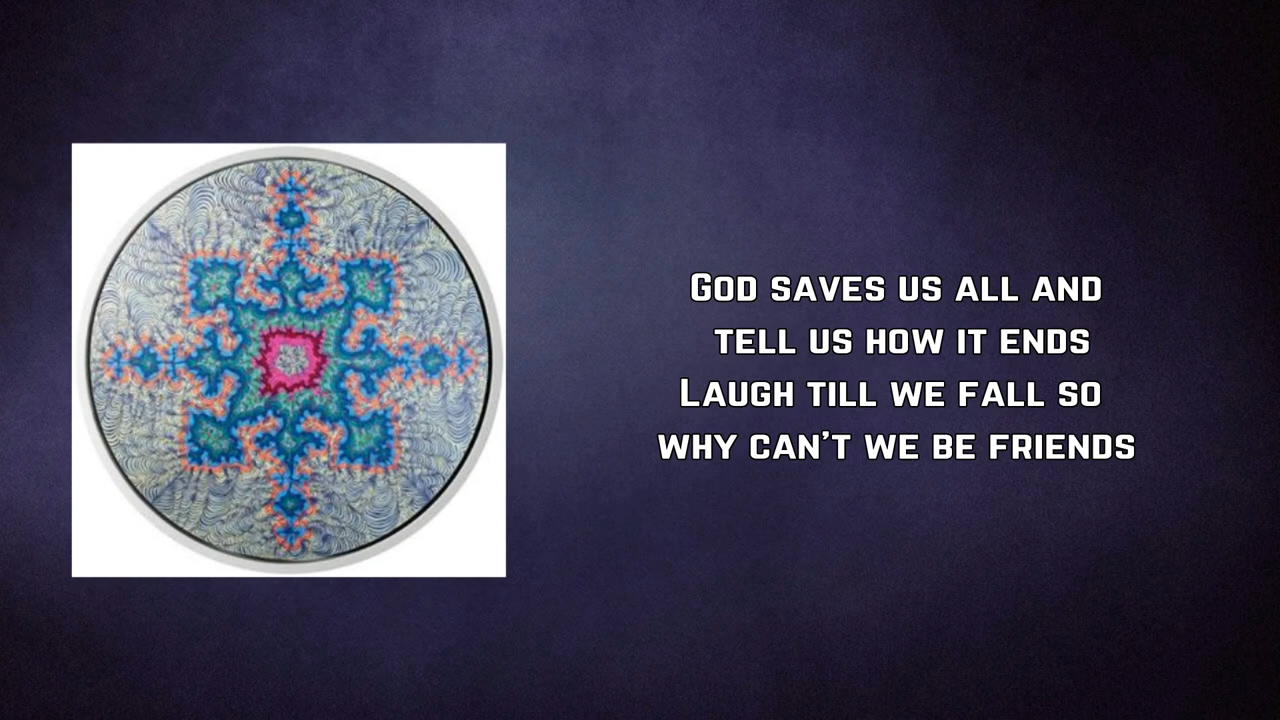 God saves us all and
tell us how it ends
Laugh till we fall so
why can't we be friends